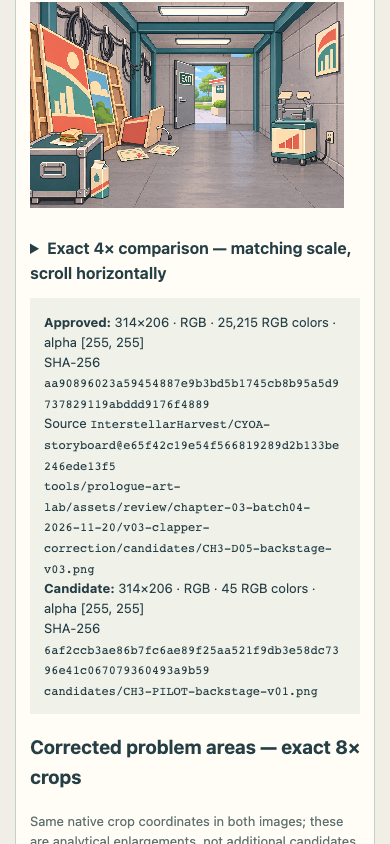 Exit
▶ Exact 4× comparison — matching scale,
scroll horizontally
Approved: 314×206 · RGB · 25,215 RGB colors ·
alpha [255, 255]
SHA-256
aa90896023a59454887e9b3bd5b1745cb8b95a5d9
737829119abddd9176f4889
Source InterstellarHarvest/CYOA-
storyboard@e65f42c19e54f566819289d2b133be
246ede13f5
tools/prologue-art-
lab/assets/review/chapter-03-batch04-
2026-11-20/v03-clapper-
correction/candidates/CH3-D05-backstage-
v03.png
Candidate: 314×206 · RGB · 45 RGB colors ·
alpha [255, 255]
SHA-256
6af2ccb3ae86b7fc6ae89f25aa521f9db3e58dc73
96e41c067079360493a9b59
candidates/CH3-PILOT-backstage-v01.png
Corrected problem areas — exact 8×
crops
Same native crop coordinates in both images; these
are analytical enlargements, not additional candidates